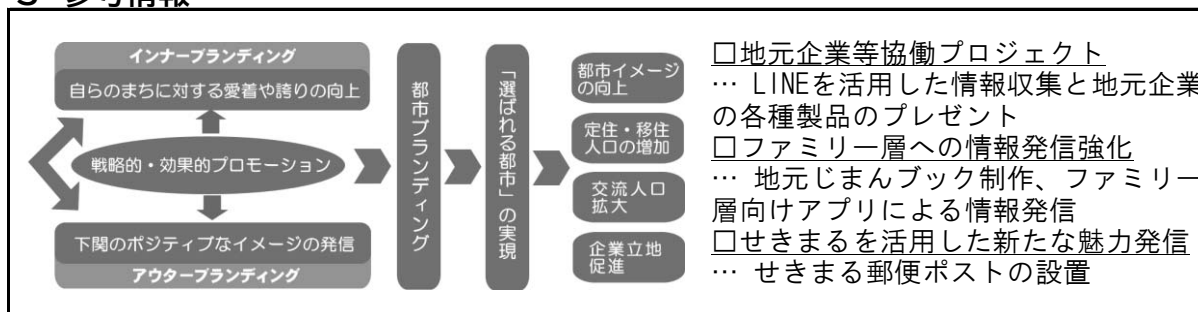 インナーブランディング
自らのまちに対する愛着や誇りの向上
戦略的・効果的プロモーション
下関のポジティブなイメージの発信
アウターブランディング
都市ブランディング
「選ばれる都市」の実現
都市イメージ
の向上
定住・移住
人口の増加
交流人口
拡大
企業立地
促進
□地元企業等協働プロジェクト
… LINEを活用した情報収集と地元企業
の各種製品のプレゼント
□ファミリー層への情報発信強化
… 地元じまんブック制作、ファミリー
層向けアプリによる情報発信
□せきまるを活用した新たな魅力発信
… せきまる郵便ポストの設置